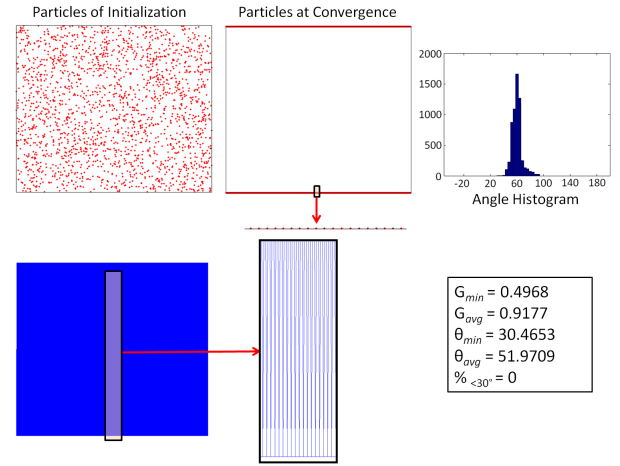 Particles of Initialization
Particles at Convergence
2000
1500
1000
500
0
-20 20 60 100 140 180
Angle Histogram
G_min = 0.4968
G_avg = 0.9177
θ_min = 30.4653
θ_avg = 51.9709
% <30° = 0